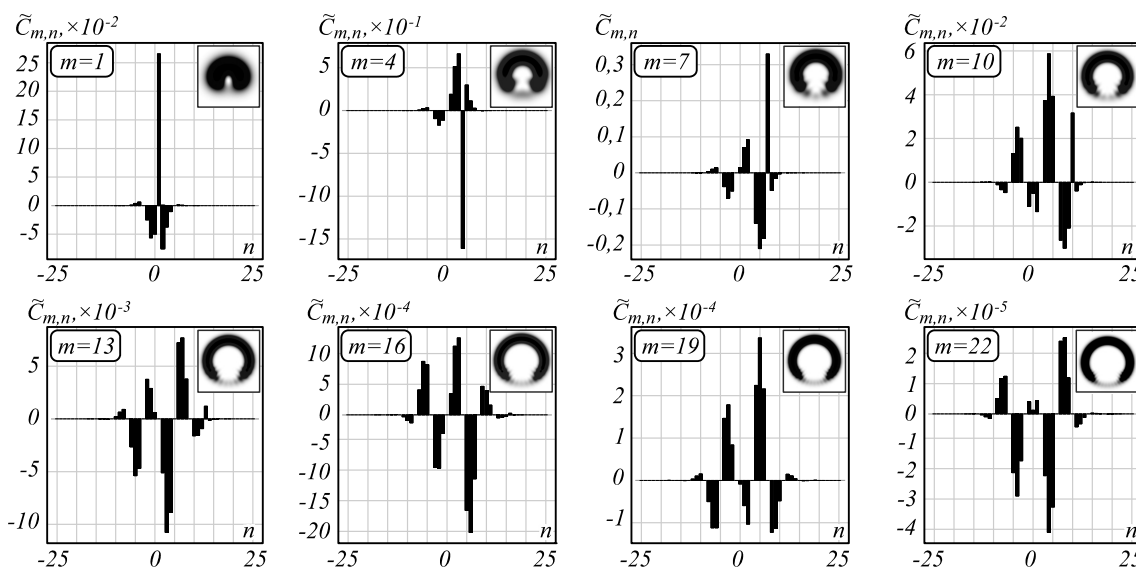 C̃m,n, ×10-2
m=1
25
20
15
10
5
0
-5
n
-25 0 25
C̃m,n, ×10-1
m=4
5
0
-5
-10
-15
n
-25 0 25
C̃m,n
m=7
0,3
0,2
0,1
0
-0,1
-0,2
n
-25 0 25
C̃m,n, ×10-2
m=10
6
4
2
0
-2
n
-25 0 25
C̃m,n, ×10-3
m=13
5
0
-5
-10
n
-25 0 25
C̃m,n, ×10-4
m=16
10
5
0
-5
-10
-15
-20
n
-25 0 25
C̃m,n, ×10-4
m=19
3
2
1
0
-1
n
-25 0 25
C̃m,n, ×10-5
m=22
2
1
0
-1
-2
-3
-4
n
-25 0 25